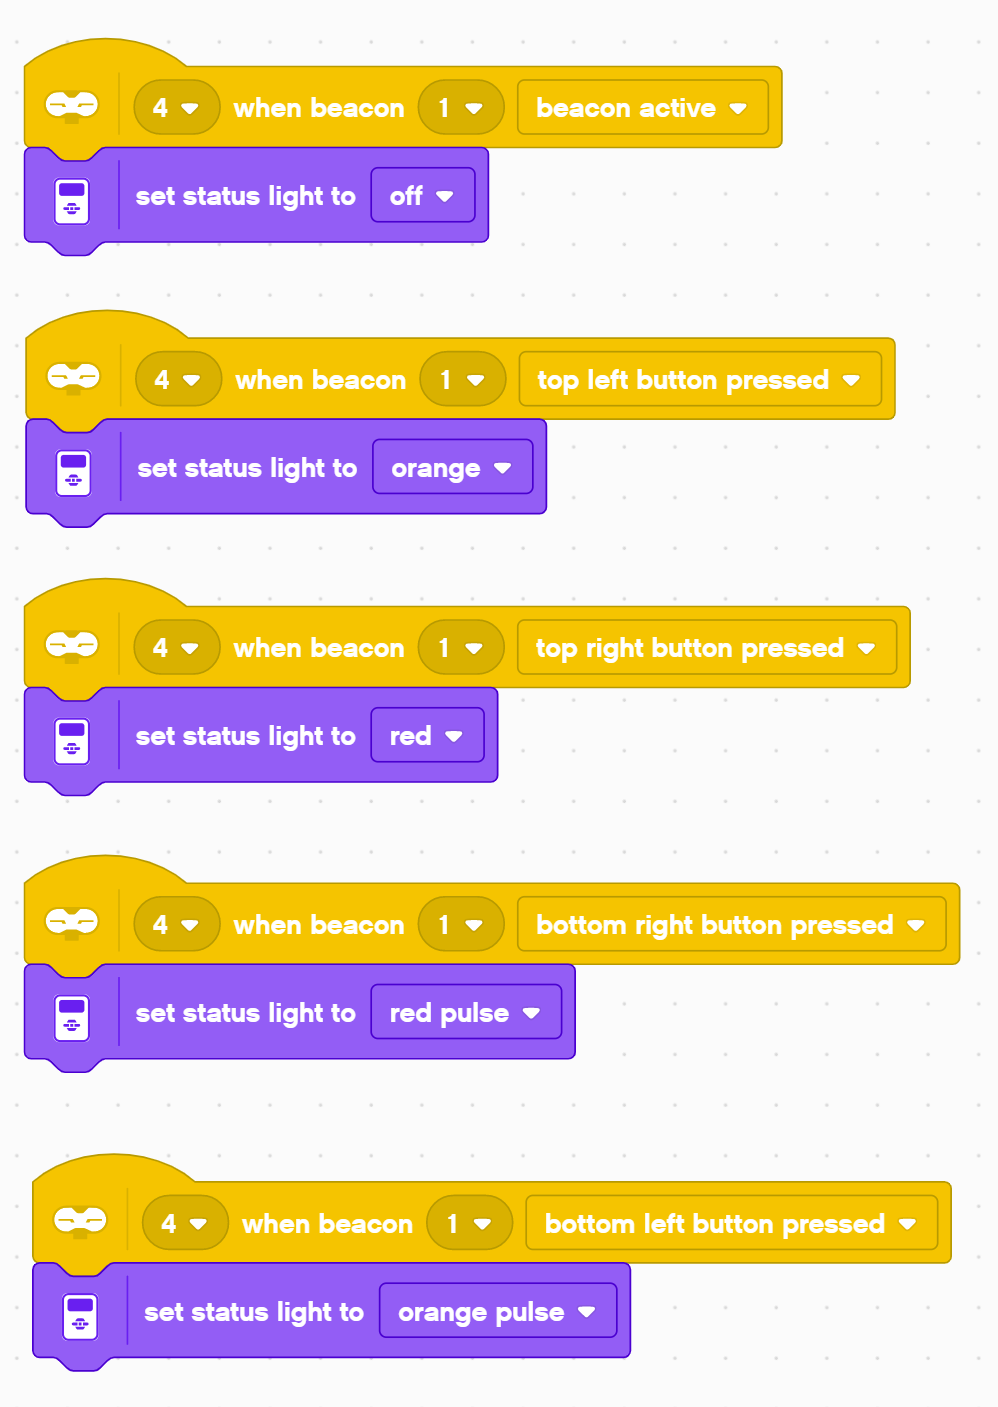 4 when beacon 1 beacon active
set status light to off
4 when beacon 1 top left button pressed
set status light to orange
4 when beacon 1 top right button pressed
set status light to red
4 when beacon 1 bottom right button pressed
set status light to red pulse
4 when beacon 1 bottom left button pressed
set status light to orange pulse